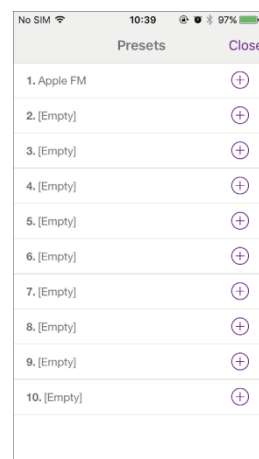 No SIM 10:39 97%
Presets Close
1. Apple FM
2. [Empty]
3. [Empty]
4. [Empty]
5. [Empty]
6. [Empty]
7. [Empty]
8. [Empty]
9. [Empty]
10. [Empty]